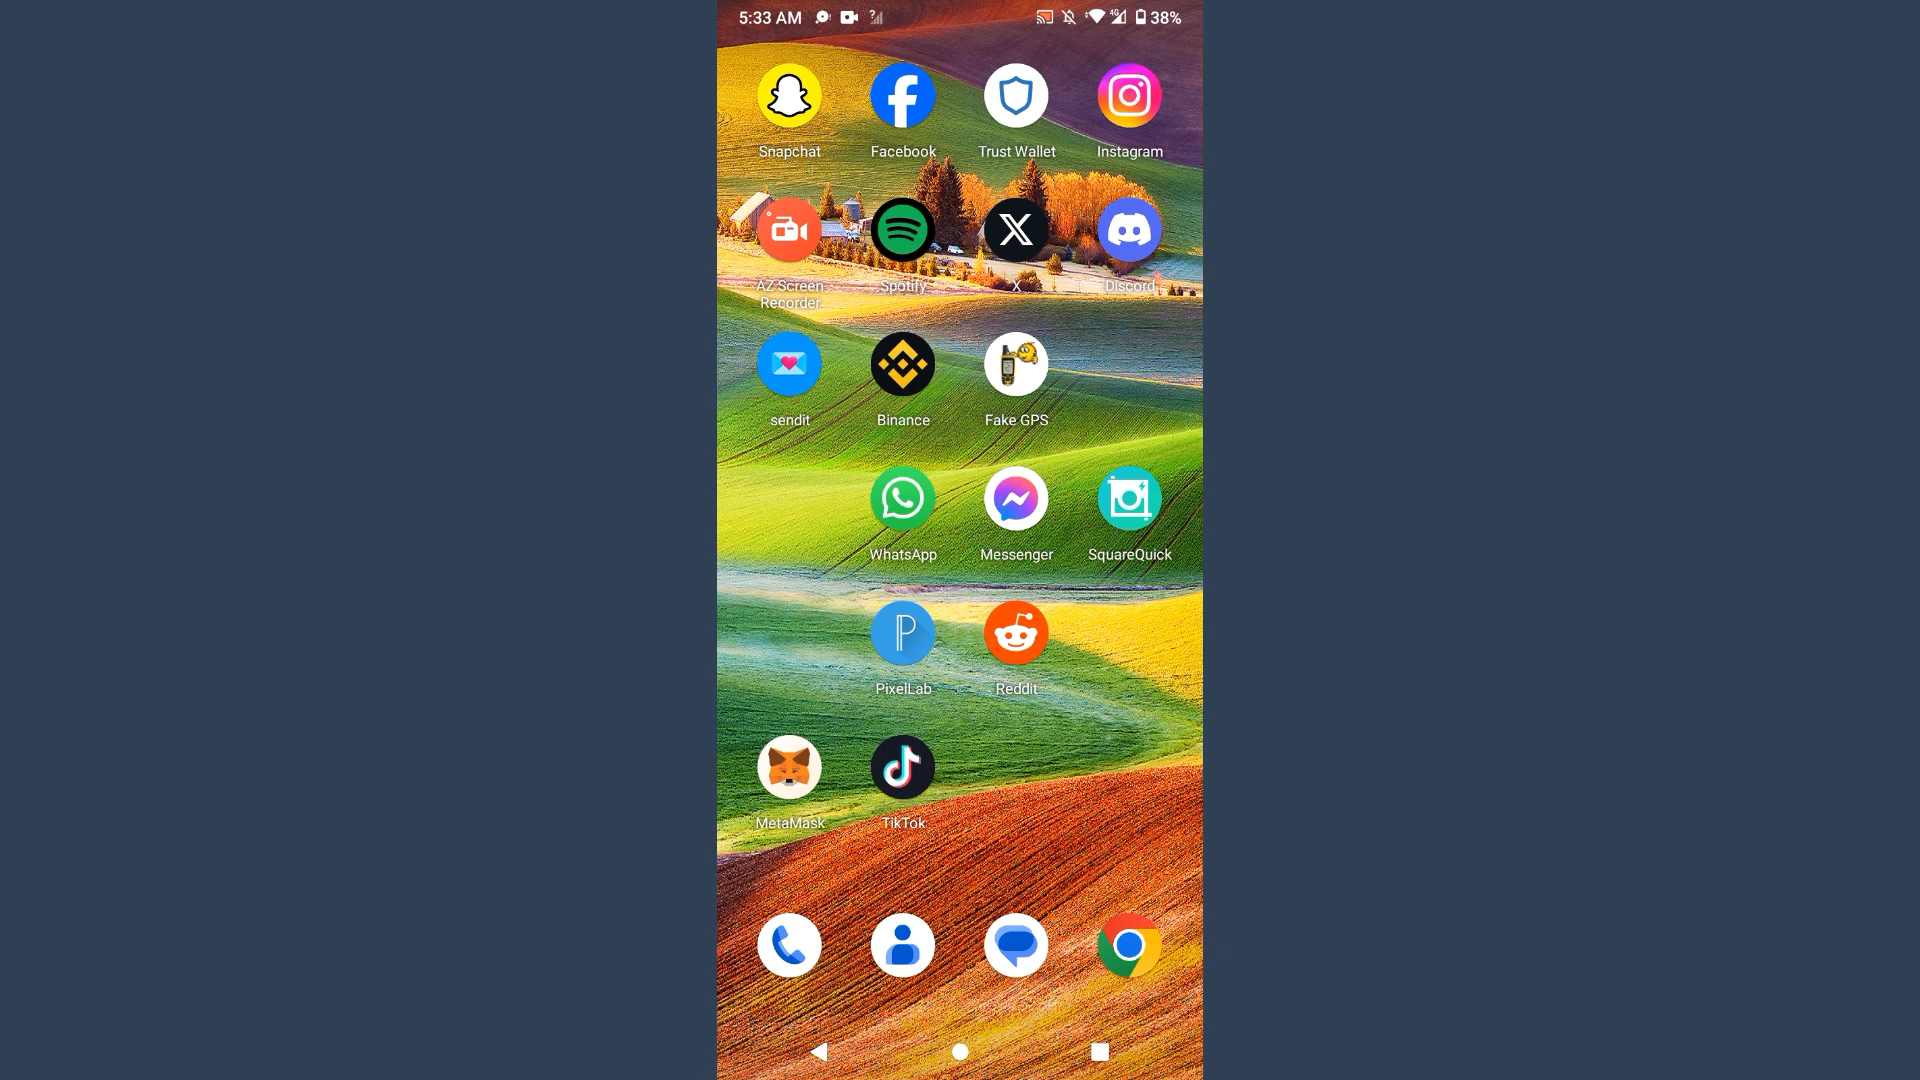 5:33 AM 4G 38%
Snapchat Facebook Trust Wallet Instagram
AZ Screen Spotify X Discord
Recorder
sendit Binance Fake GPS
WhatsApp Messenger SquareQuick
PixelLab Reddit
MetaMask TikTok